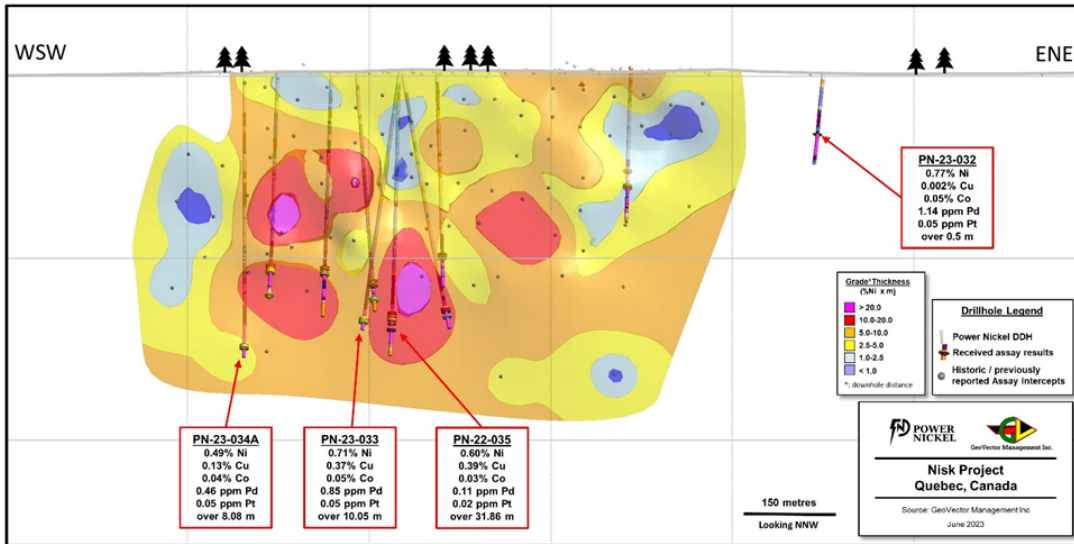 WSW
ENE
PN-23-032
0.77% Ni
0.002% Cu
0.05% Co
1.14 ppm Pd
0.05 ppm Pt
over 0.5 m
Grade*Thickness
(%Ni x m)
> 20.0
10.0-20.0
5.0-10.0
2.5-5.0
1.0-2.5
< 1.0
*: downhole distance
Drillhole Legend
Power Nickel DDH
Received assay results
Historic / previously
reported Assay Intercepts
PN-23-034A
0.49% Ni
0.13% Cu
0.04% Co
0.46 ppm Pd
0.05 ppm Pt
over 8.08 m
PN-23-033
0.71% Ni
0.37% Cu
0.05% Co
0.85 ppm Pd
0.05 ppm Pt
over 10.05 m
PN-22-035
0.60% Ni
0.39% Cu
0.03% Co
0.11 ppm Pd
0.02 ppm Pt
over 31.86 m
150 metres
Looking NNW
POWER
NICKEL
GeoVector Management Inc.
Nisk Project
Quebec, Canada
Source: GeoVector Management Inc
June 2023